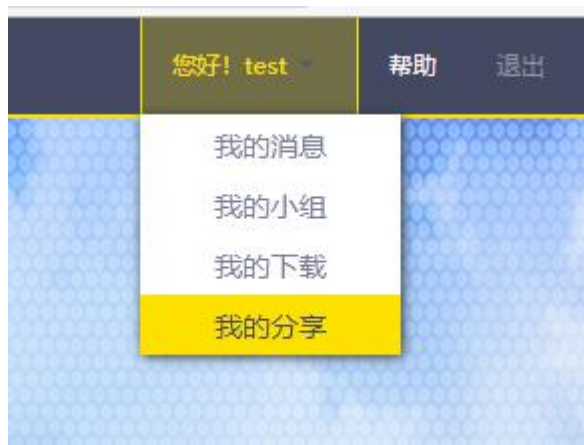 您好！test 帮助 退出
我的消息
我的小组
我的下载
我的分享